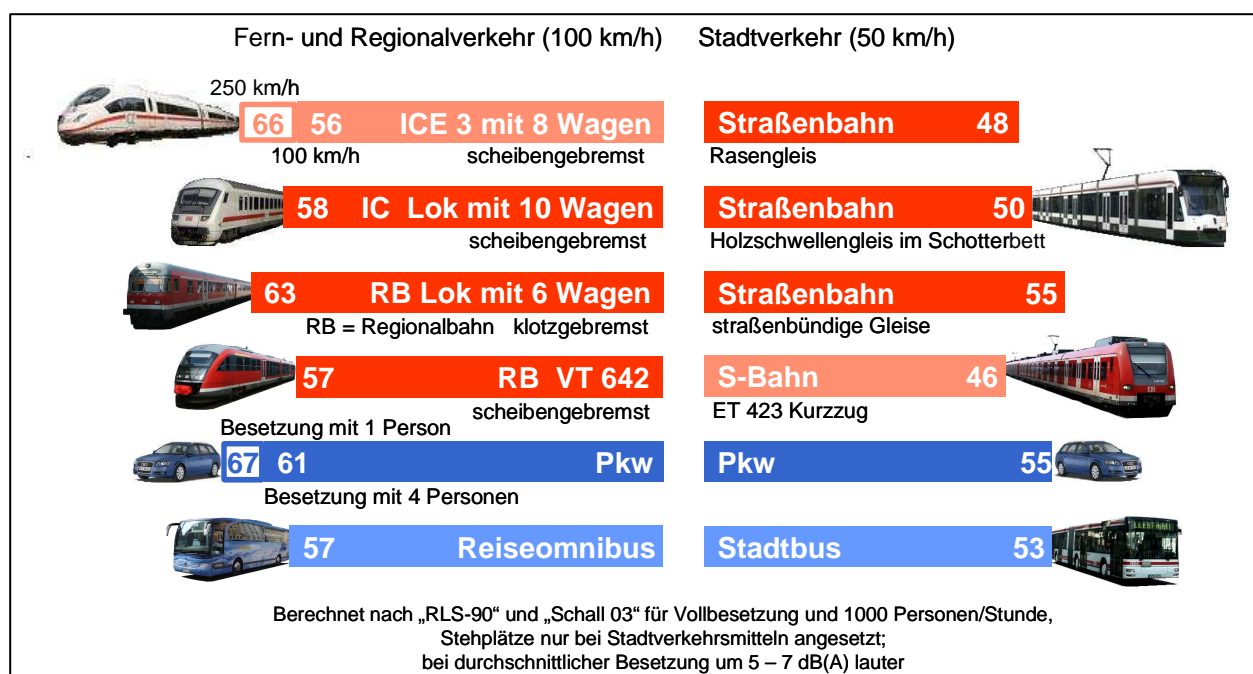 Fern- und Regionalverkehr (100 km/h)
Stadtverkehr (50 km/h)
250 km/h
66 56 ICE 3 mit 8 Wagen
100 km/h scheibengebremst
58 IC Lok mit 10 Wagen
scheibengebremst
63 RB Lok mit 6 Wagen
RB = Regionalbahn klotzgebremst
57 RB VT 642
scheibengebremst
Besetzung mit 1 Person
67 61 Pkw
Besetzung mit 4 Personen
57 Reiseomnibus
Straßenbahn 48
Rasengleis
Straßenbahn 50
Holzschwellengleis im Schotterbett
Straßenbahn 55
straßenbündige Gleise
S-Bahn 46
ET 423 Kurzzug
Pkw 55
Stadtbus 53
Berechnet nach „RLS-90“ und „Schall 03“ für Vollbesetzung und 1000 Personen/Stunde,
Stehplätze nur bei Stadtverkehrsmitteln angesetzt;
bei durchschnittlicher Besetzung um 5 – 7 dB(A) lauter